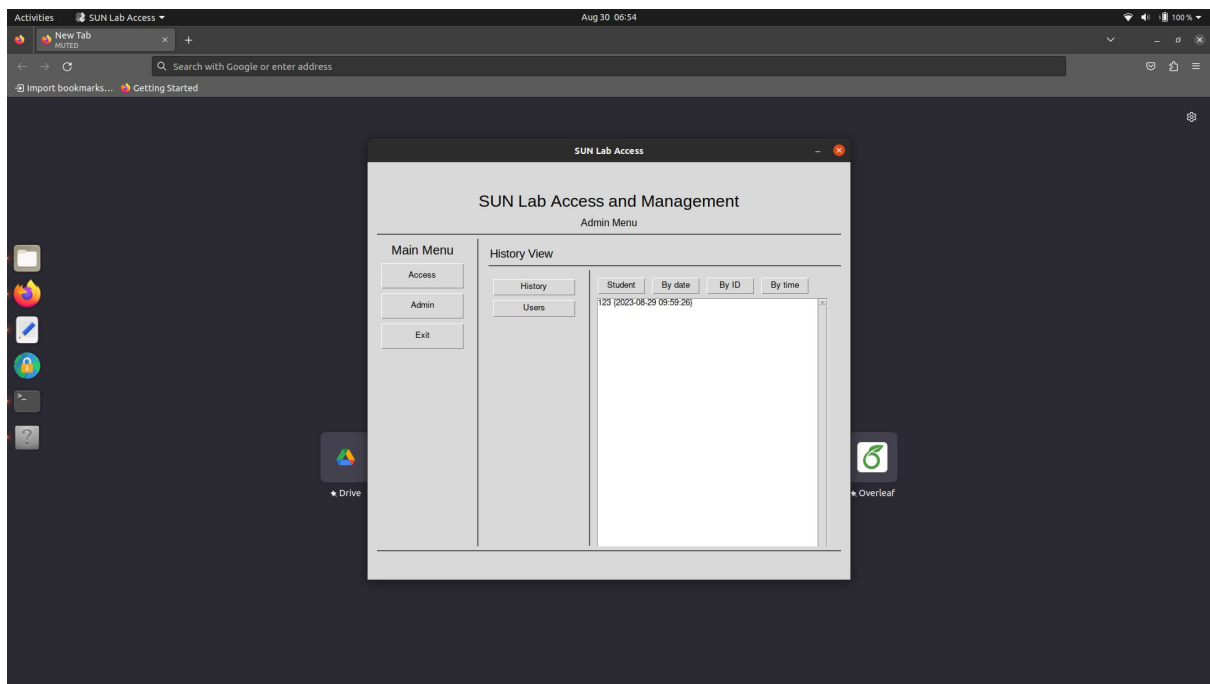 Activities SUN Lab Access Aug 30 06:54 100 %
New Tab
MUTED
Search with Google or enter address
Import bookmarks... Getting Started
SUN Lab Access
SUN Lab Access and Management
Admin Menu
Main Menu
Access
Admin
Exit
History View
History
Users
Student By date By ID By time
123 {2023-08-29 09:59:26}
Drive
Overleaf